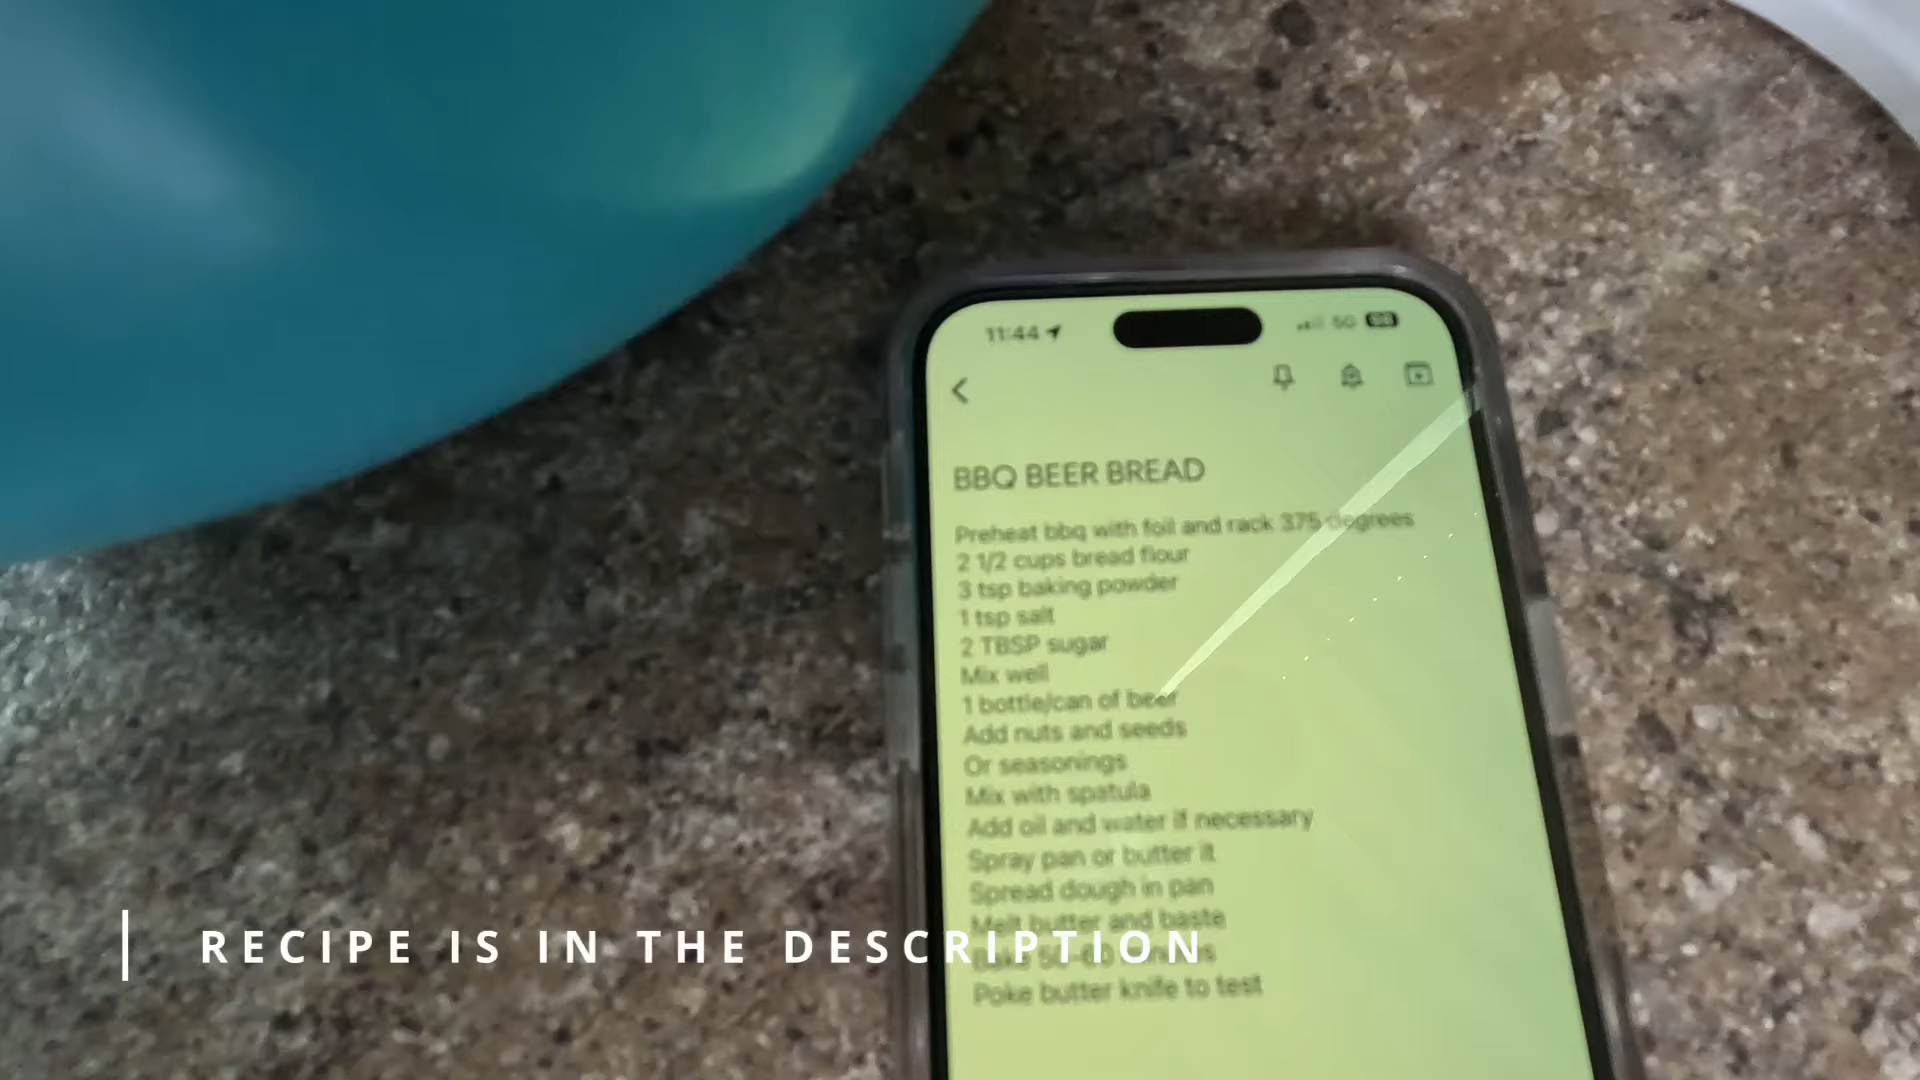 11:44
5G 68
BBQ BEER BREAD
Preheat bbq with foil and rack 375 degrees
2 1/2 cups bread flour
3 tsp baking powder
1 tsp salt
2 TBSP sugar
Mix well
1 bottle/can of beer
Add nuts and seeds
Or seasonings
Mix with spatula
Add oil and water if necessary
Spray pan or butter it
Spread dough in pan
Melt butter and baste
RECIPE IS IN THE DESCRIPTION
Poke butter knife to test